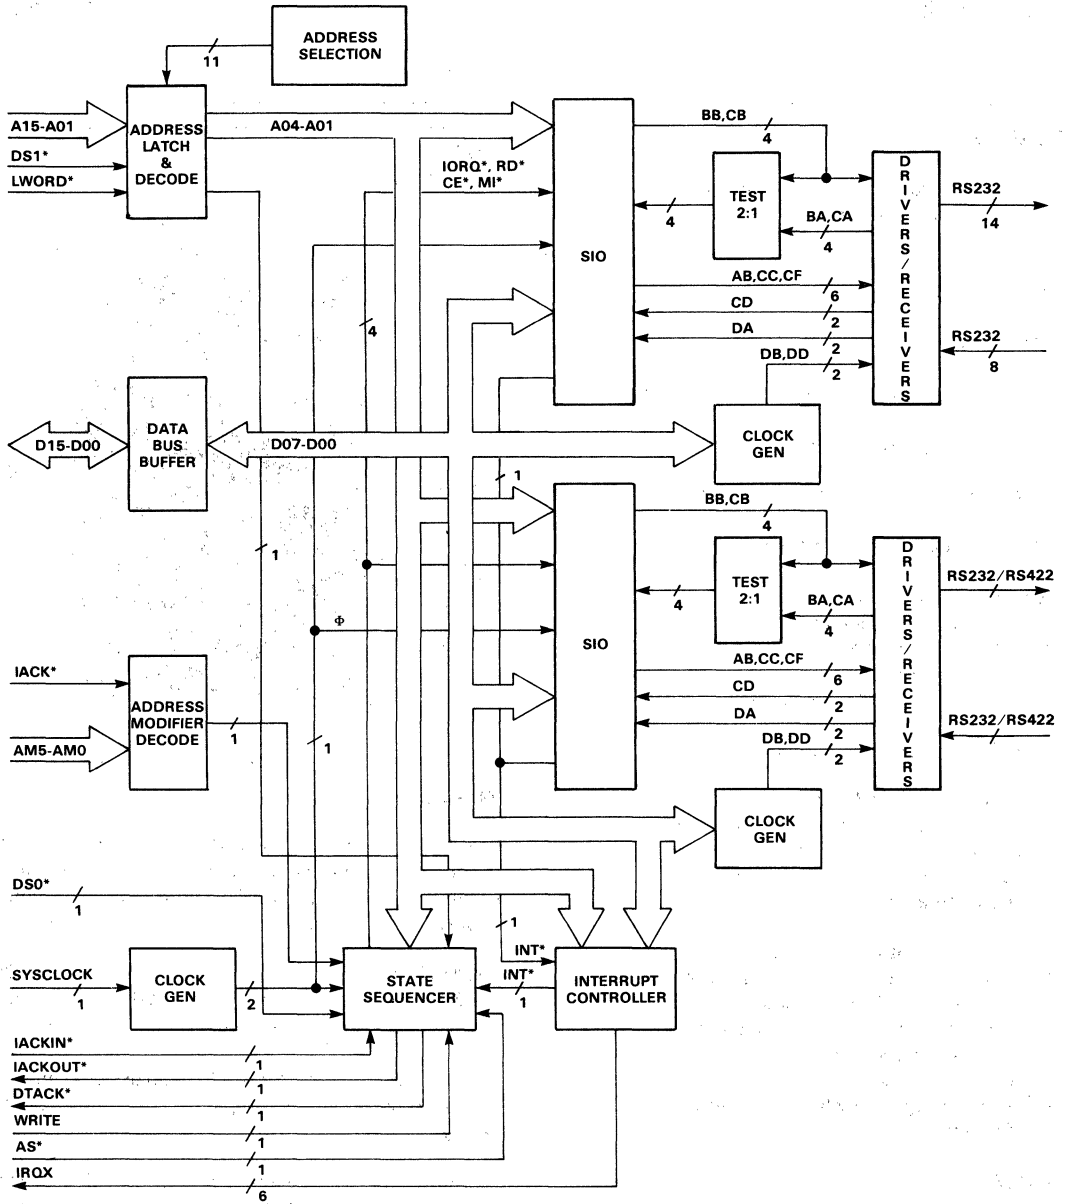 ADDRESS
SELECTION
11
A15-A01
DS1*
LWORD*
ADDRESS
LATCH
&
DECODE
A04-A01
IORQ*, RD*
CE*, MI*
4
SIO
BB,CB
4
TEST
2:1
4
BA,CA
4
AB,CC,CF
6
CD
2
DA
2
DB,DD
2
DRIVERS/RECEIVERS
RS232
14
RS232
8
CLOCK
GEN
D15-D00
DATA
BUS
BUFFER
D07-D00
1
1
SIO
BB,CB
4
TEST
2:1
4
BA,CA
4
AB,CC,CF
6
CD
2
DA
2
DB,DD
2
DRIVERS/RECEIVERS
RS232/RS422
RS232/RS422
CLOCK
GEN
Φ
IACK*
AM5-AM0
ADDRESS
MODIFIER
DECODE
1
1
DS0*
1
SYSCLOCK
1
CLOCK
GEN
2
STATE
SEQUENCER
1
INT*
INT*
1
INTERRUPT
CONTROLLER
IACKIN*
1
IACKOUT*
1
DTACK*
1
WRITE
1
AS*
1
IRQX
6